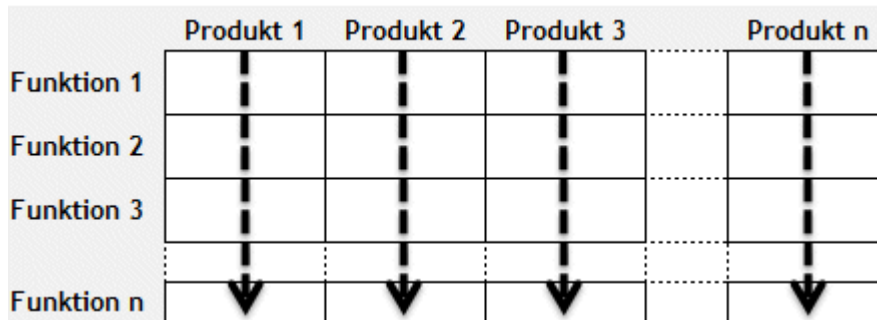 Produkt 1 Produkt 2 Produkt 3 Produkt n
Funktion 1
Funktion 2
Funktion 3
Funktion n